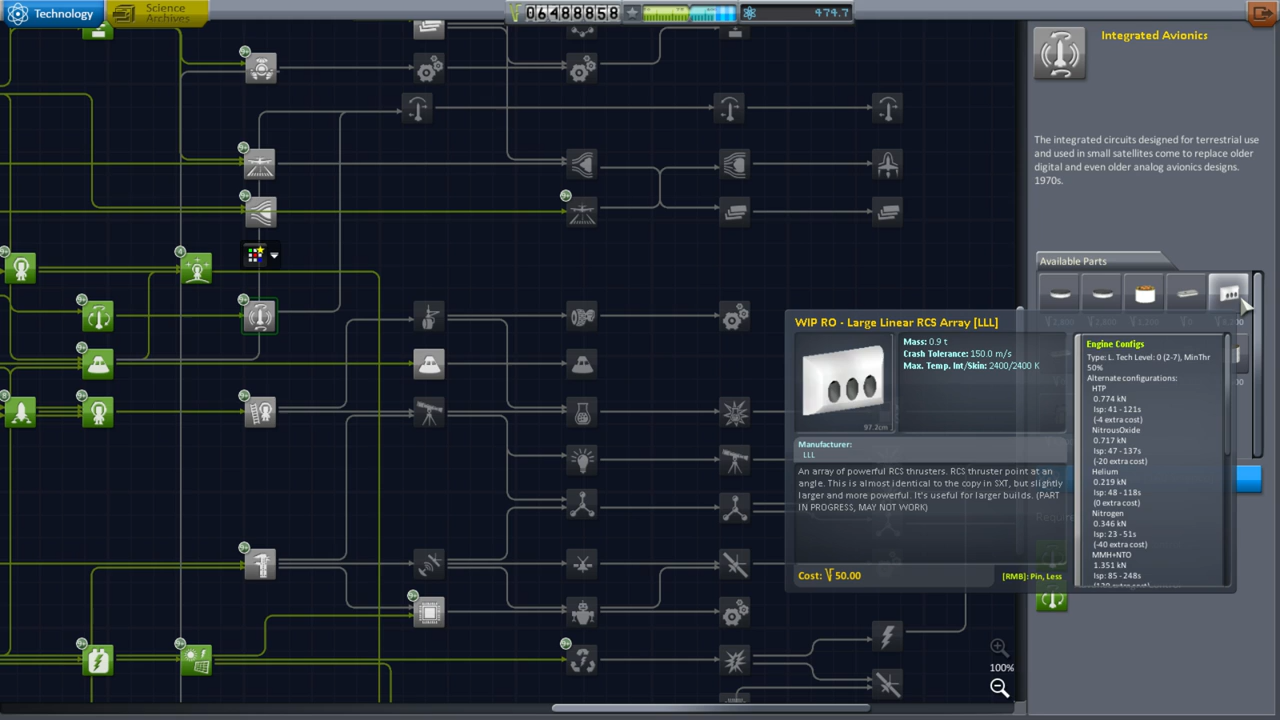 Technology
Science
Archives
06488858
474.7
Integrated Avionics
The integrated circuits designed for terrestrial use
and used in small satellites come to replace older
digital and even older analog avionics designs.
1970s.
Available Parts
WIP RO - Large Linear RCS Array [LLL]
Mass: 0.9 t
Crash Tolerance: 150.0 m/s
Max. Temp. Int/Skin: 2400/2400 K
97.2cm
Manufacturer:
LLL
An array of powerful RCS thrusters. RCS thruster point at an
angle. This is almost identical to the copy in SXT, but slightly
larger and more powerful. It's useful for larger builds. (PART
IN PROGRESS, MAY NOT WORK)
Cost: 50.00
[RMB]: Pin, Less
Engine Configs
Type: L. Tech Level: 0 (2-7), MinThr
50%
Alternate configurations:
HTP
0.774 kN
Isp: 41 - 121s
(-4 extra cost)
NitrousOxide
0.717 kN
Isp: 47 - 137s
(-20 extra cost)
Helium
0.219 kN
Isp: 48 - 118s
(0 extra cost)
Nitrogen
0.346 kN
Isp: 23 - 51s
(-40 extra cost)
MMH+NTO
1.351 kN
Isp: 85 - 248s
100%